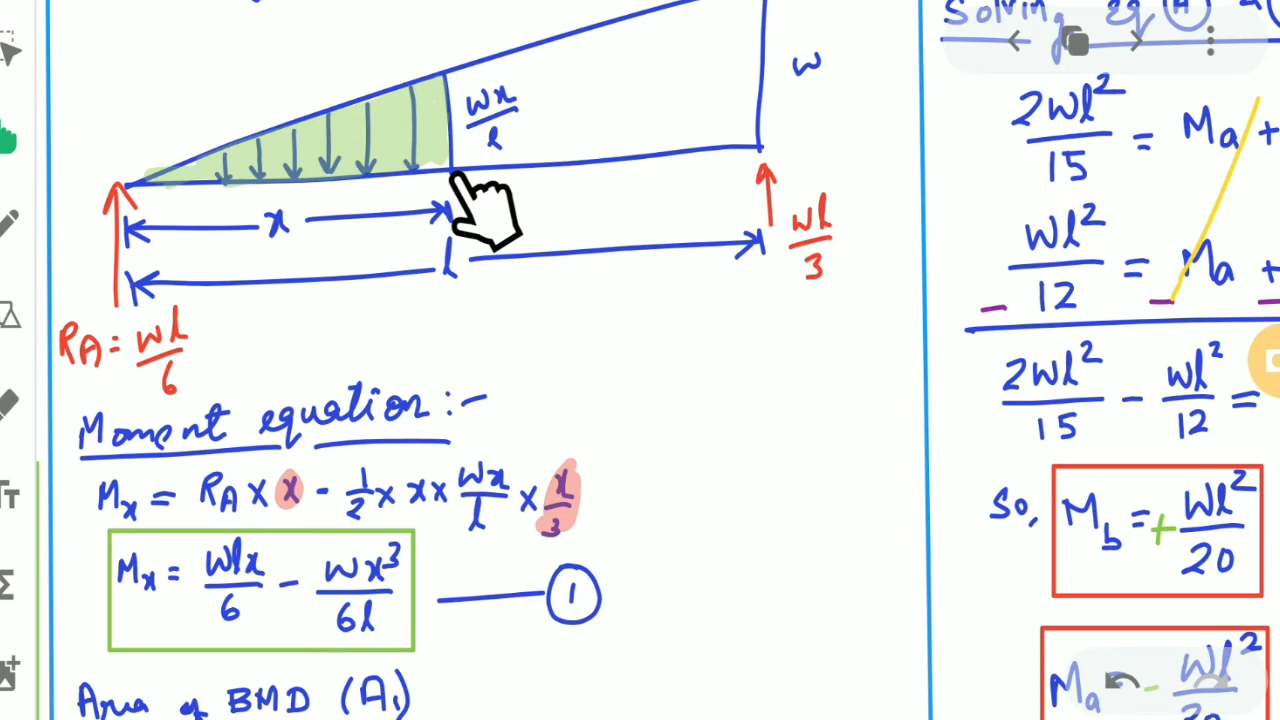 w
wx/l
x
l
wl/3
RA = wl/6
Moment equation :-
Mx = RA × x - 1/2 × x × wx/l × x/3
Mx = wlx/6 - wx³/6l — ①
Area of BMD (A₁)
Solving eq (A)
2wl²/15 = Ma +
wl²/12 = Ma +
2wl²/15 - wl²/12 =
So, Mb = + wl²/20
Ma - wl²